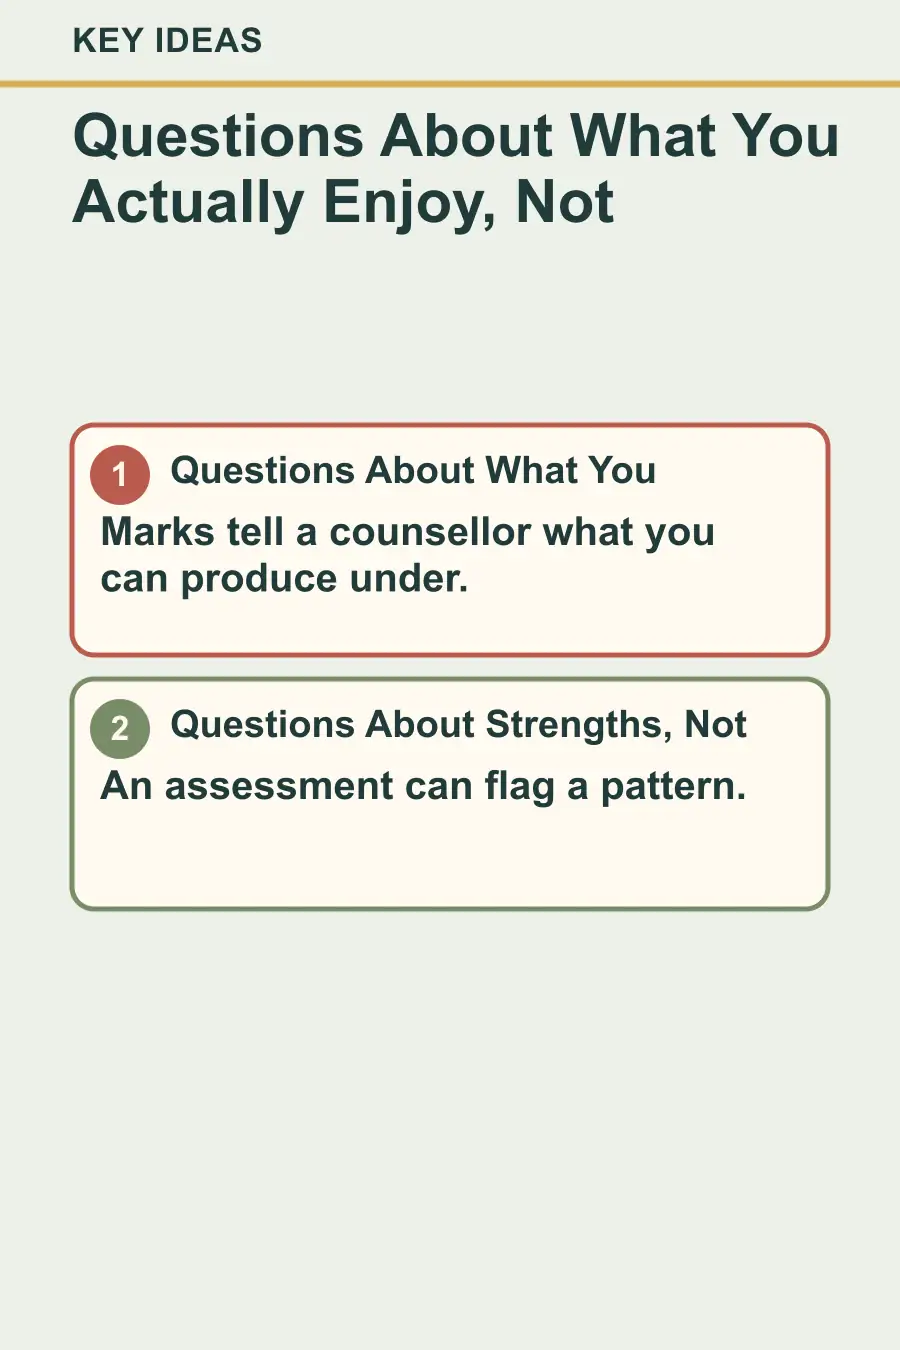 KEY IDEAS
Questions About What You
Actually Enjoy, Not
1 Questions About What You
Marks tell a counsellor what you
can produce under.
2 Questions About Strengths, Not
An assessment can flag a pattern.